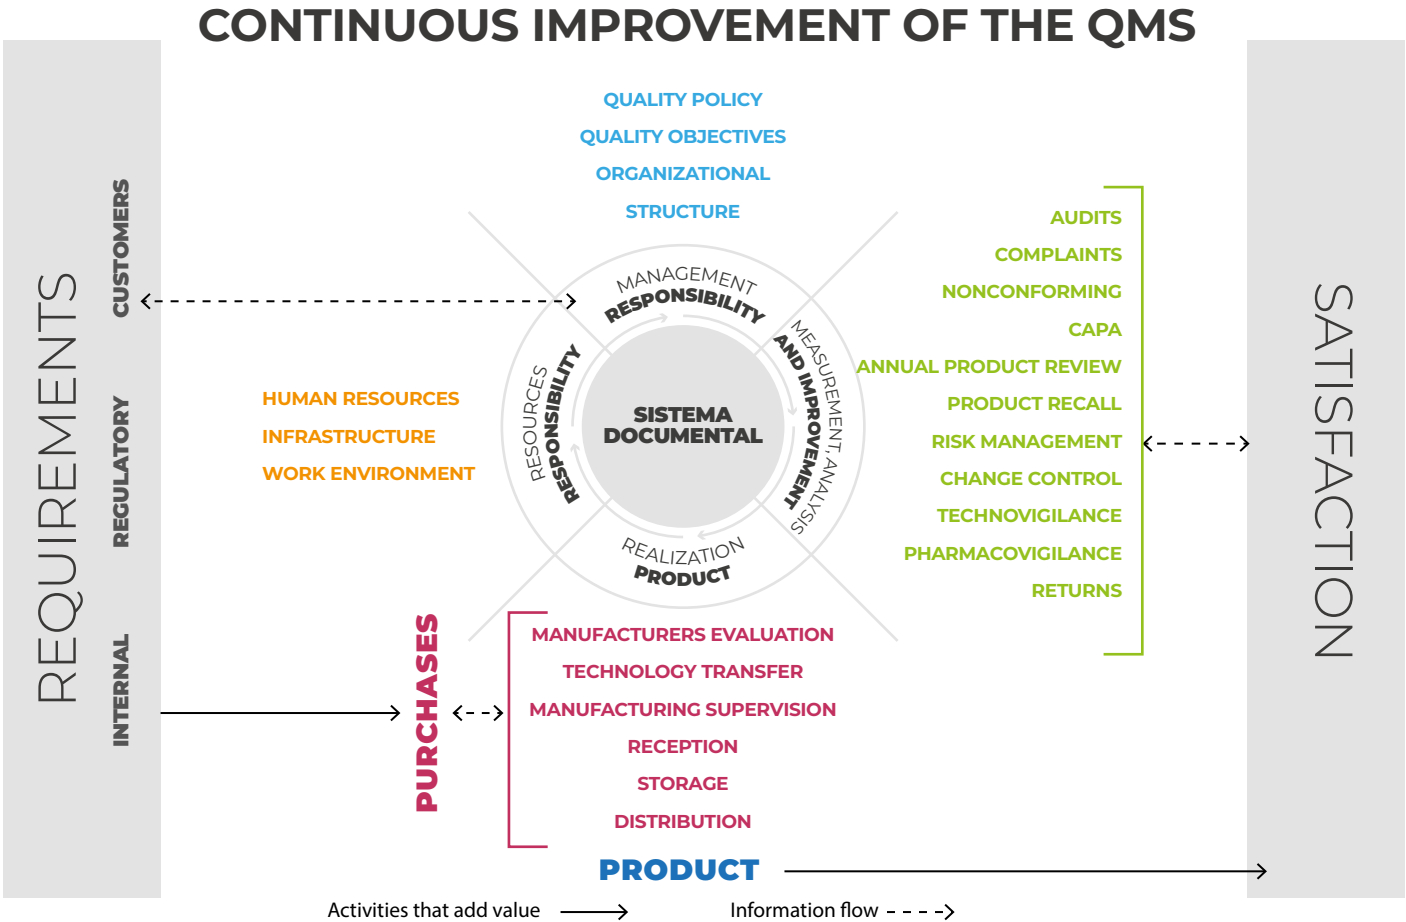 CONTINUOUS IMPROVEMENT OF THE QMS
REQUIREMENTS
CUSTOMERS
REGULATORY
INTERNAL
QUALITY POLICY
QUALITY OBJECTIVES
ORGANIZATIONAL
STRUCTURE
HUMAN RESOURCES
INFRASTRUCTURE
WORK ENVIRONMENT
MANAGEMENT
RESPONSIBILITY
RESOURCES
RESPONSIBILITY
SISTEMA
DOCUMENTAL
MEASUREMENT, ANALYSIS
AND IMPROVEMENT
REALIZATION
PRODUCT
AUDITS
COMPLAINTS
NONCONFORMING
CAPA
ANNUAL PRODUCT REVIEW
PRODUCT RECALL
RISK MANAGEMENT
CHANGE CONTROL
TECHNOVIGILANCE
PHARMACOVIGILANCE
RETURNS
SATISFACTION
PURCHASES
MANUFACTURERS EVALUATION
TECHNOLOGY TRANSFER
MANUFACTURING SUPERVISION
RECEPTION
STORAGE
DISTRIBUTION
PRODUCT
Activities that add value
Information flow